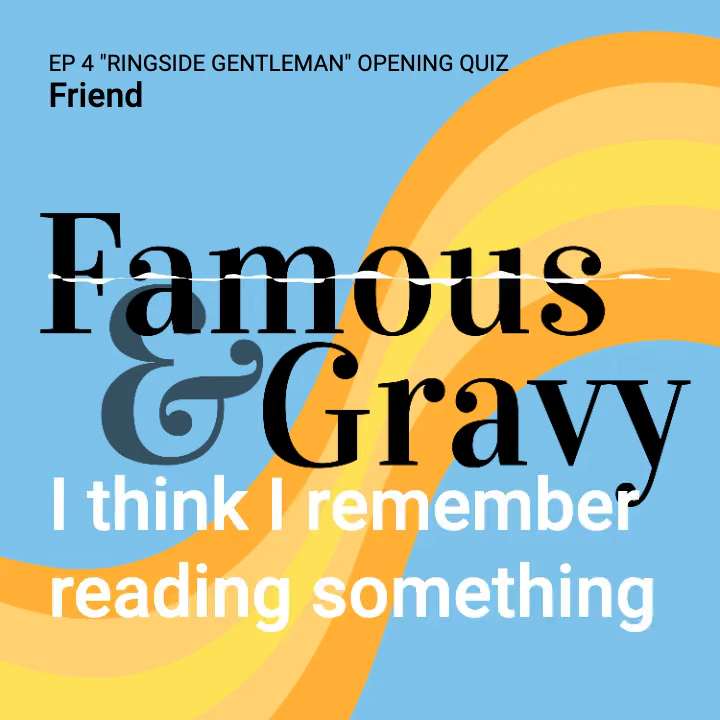 EP 4 "RINGSIDE GENTLEMAN" OPENING QUIZ
Friend
Famous
& Gravy
I think I remember
reading something